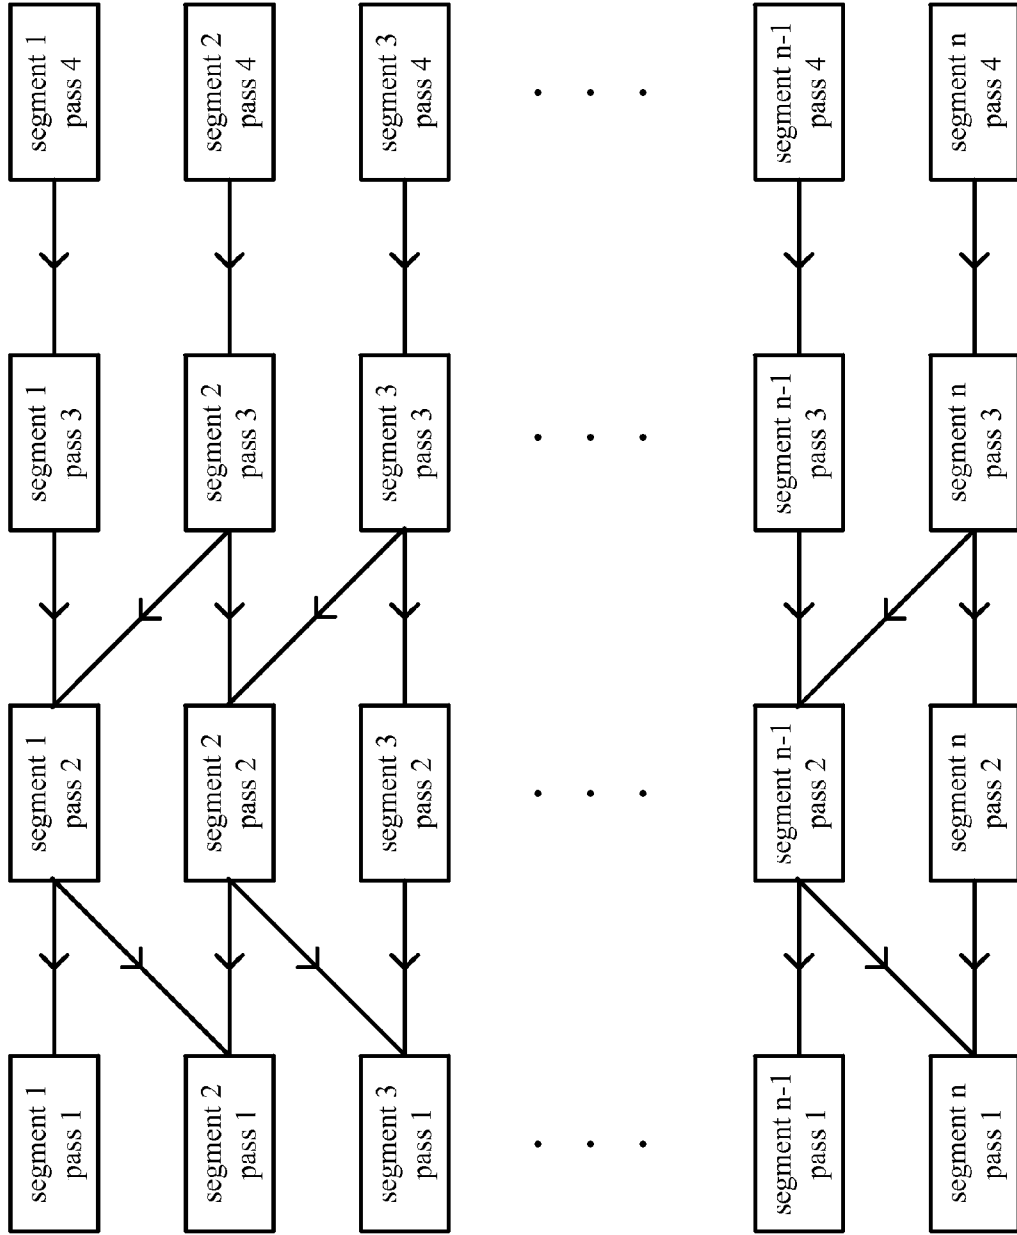 segment 1
pass 4
segment 2
pass 4
segment 3
pass 4
. . .
segment n-1
pass 4
segment n
pass 4
segment 1
pass 3
segment 2
pass 3
segment 3
pass 3
. . .
segment n-1
pass 3
segment n
pass 3
segment 1
pass 2
segment 2
pass 2
segment 3
pass 2
. . .
segment n-1
pass 2
segment n
pass 2
segment 1
pass 1
segment 2
pass 1
segment 3
pass 1
. . .
segment n-1
pass 1
segment n
pass 1